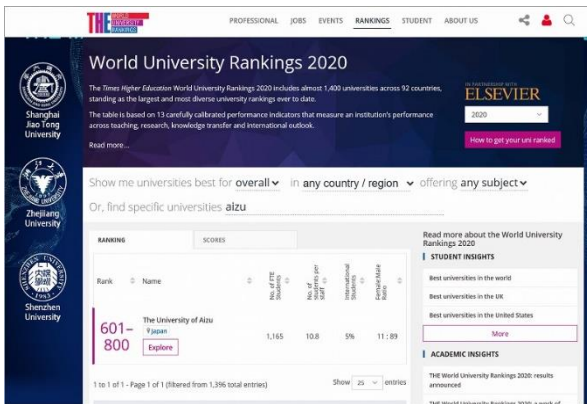 THE WORLD UNIVERSITY RANKINGS
PROFESSIONAL JOBS EVENTS RANKINGS STUDENT ABOUT US
World University Rankings 2020
The Times Higher Education World University Rankings 2020 includes almost 1,400 universities across 92 countries,
standing as the largest and most diverse university rankings ever to date.
The table is based on 13 carefully calibrated performance indicators that measure an institution's performance
across teaching, research, knowledge transfer and international outlook.
Read more...
IN PARTNERSHIP WITH
ELSEVIER
2020
How to get your uni ranked
Shanghai
Jiao Tong
University
Zhejiang
University
Shenzhen
University
Show me universities best for overall in any country / region offering any subject
Or, find specific universities aizu
RANKING SCORES
Rank Name No. of FTE Students No. of students per staff International Students Female:Male Ratio
601–
800
The University of Aizu
Japan
Explore
1,165 10.8 5% 11 : 89
1 to 1 of 1 - Page 1 of 1 (filtered from 1,396 total entries) Show 25 entries
Read more about the World University
Rankings 2020
STUDENT INSIGHTS
Best universities in the world
Best universities in the UK
Best universities in the United States
More
ACADEMIC INSIGHTS
THE World University Rankings 2020: results
announced
THE World University Rankings 2020: a week of